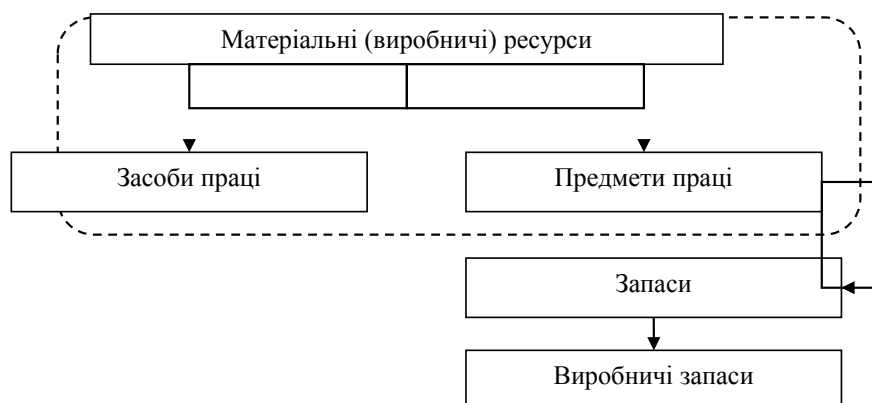 Матеріальні (виробничі) ресурси
Засоби праці
Предмети праці
Запаси
Виробничі запаси